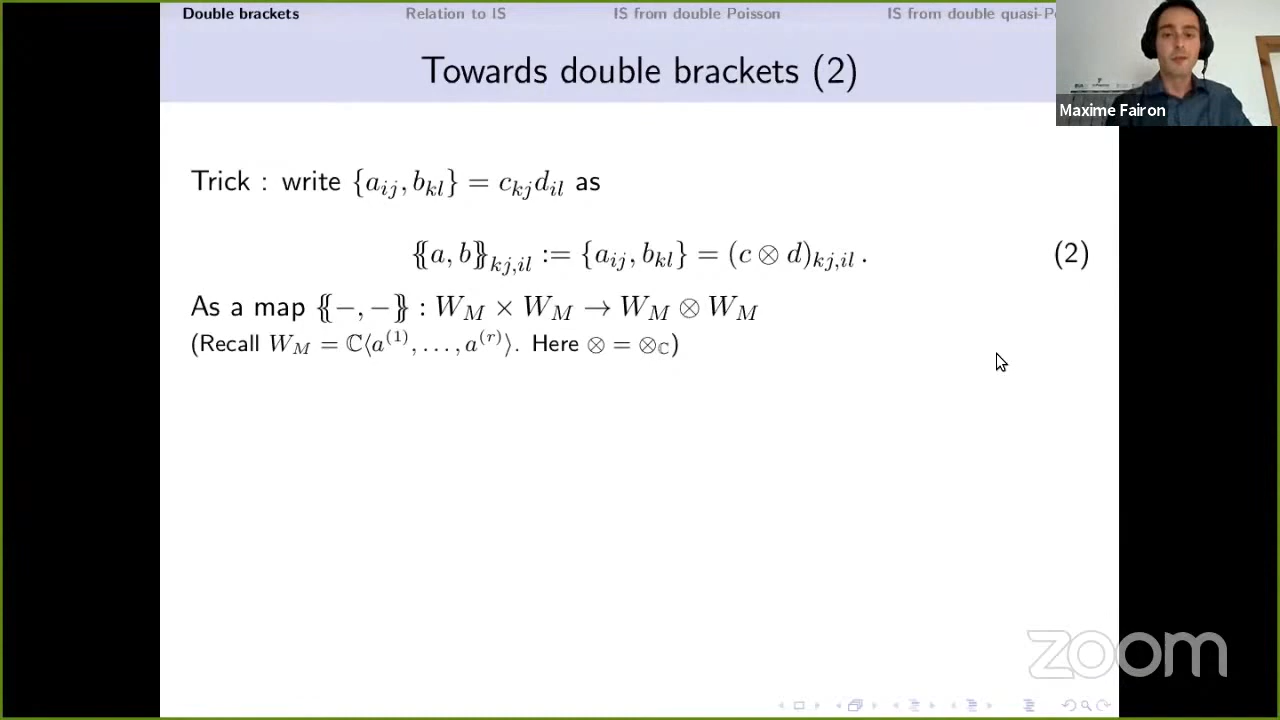 Double brackets Relation to IS IS from double Poisson IS from double quasi-Po
Towards double brackets (2)
Maxime Fairon
Trick : write {a_{ij}, b_{kl}} = c_{kj}d_{il} as
{{a, b}}_{kj,il} := {a_{ij}, b_{kl}} = (c ⊗ d)_{kj,il} . (2)
As a map {{−, −}} : W_M × W_M → W_M ⊗ W_M
(Recall W_M = ℂ⟨a^{(1)}, . . . , a^{(r)}⟩. Here ⊗ = ⊗_ℂ)
zoom